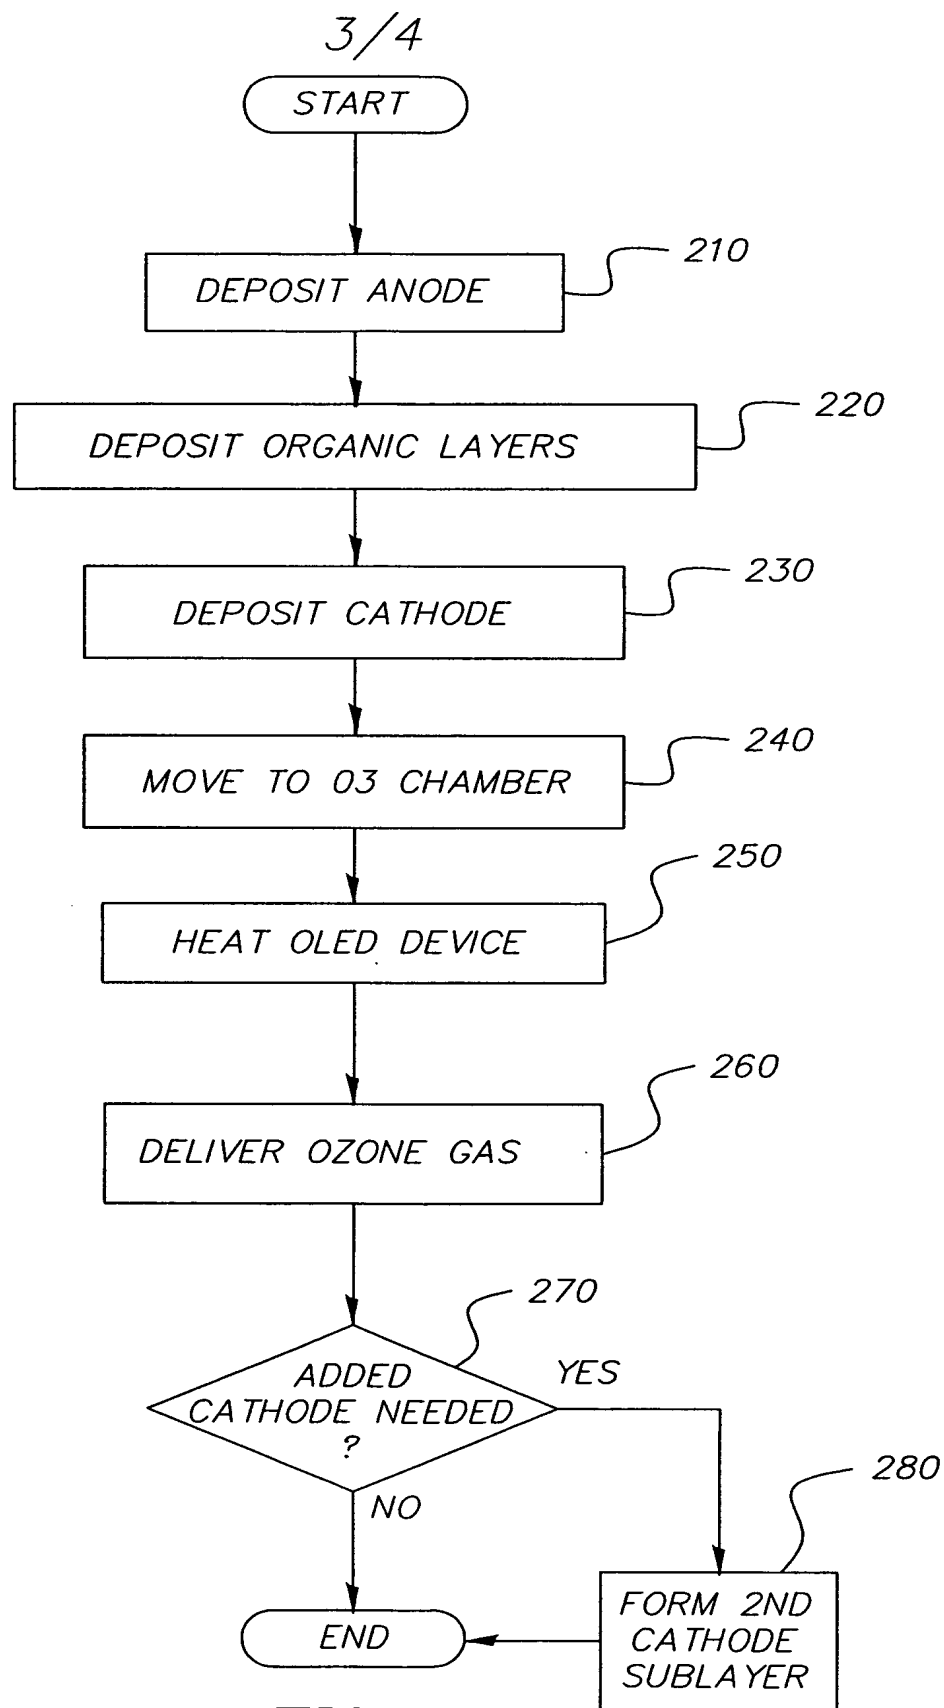 3/4
START
210
DEPOSIT ANODE
220
DEPOSIT ORGANIC LAYERS
230
DEPOSIT CATHODE
240
MOVE TO 03 CHAMBER
250
HEAT OLED DEVICE
260
DELIVER OZONE GAS
270
ADDED
CATHODE NEEDED
?
YES
NO
280
FORM 2ND
CATHODE
SUBLAYER
END